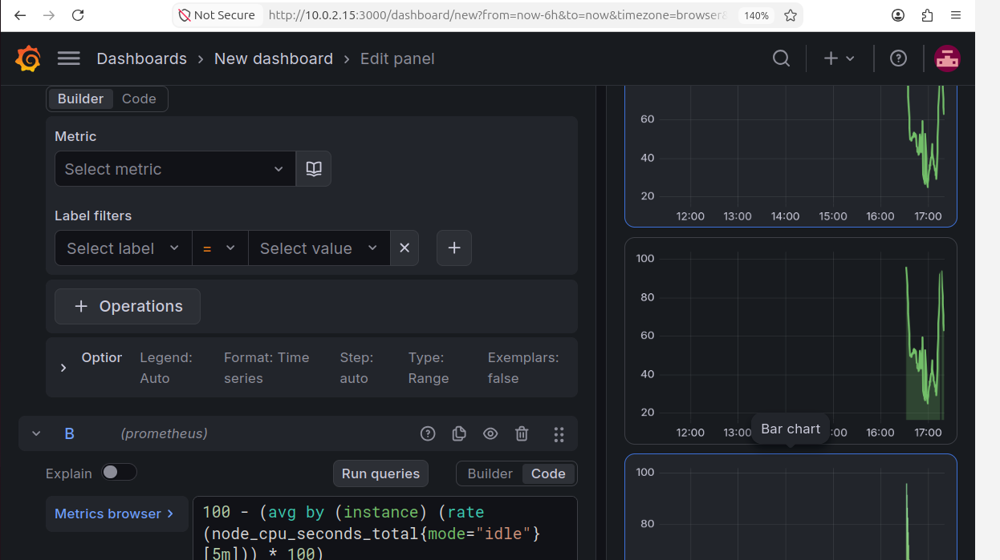 Not Secure http://10.0.2.15:3000/dashboard/new?from=now-6h&to=now&timezone=browser& 140%
Dashboards › New dashboard › Edit panel
Builder Code
Metric
Select metric
Label filters
Select label = Select value
+ Operations
Legend: Format: Time Step: Type: Exemplars:
Auto series auto Range false
B (prometheus)
Explain Run queries Builder Code
Metrics browser >
100 - (avg by (instance) (rate
(node_cpu_seconds_total{mode="idle"}
[5m])) * 100)
60
40
20
12:00 13:00 14:00 15:00 16:00 17:00
100
80
60
40
20
12:00 13:00 :00 16:00 17:00
Bar chart
100
80